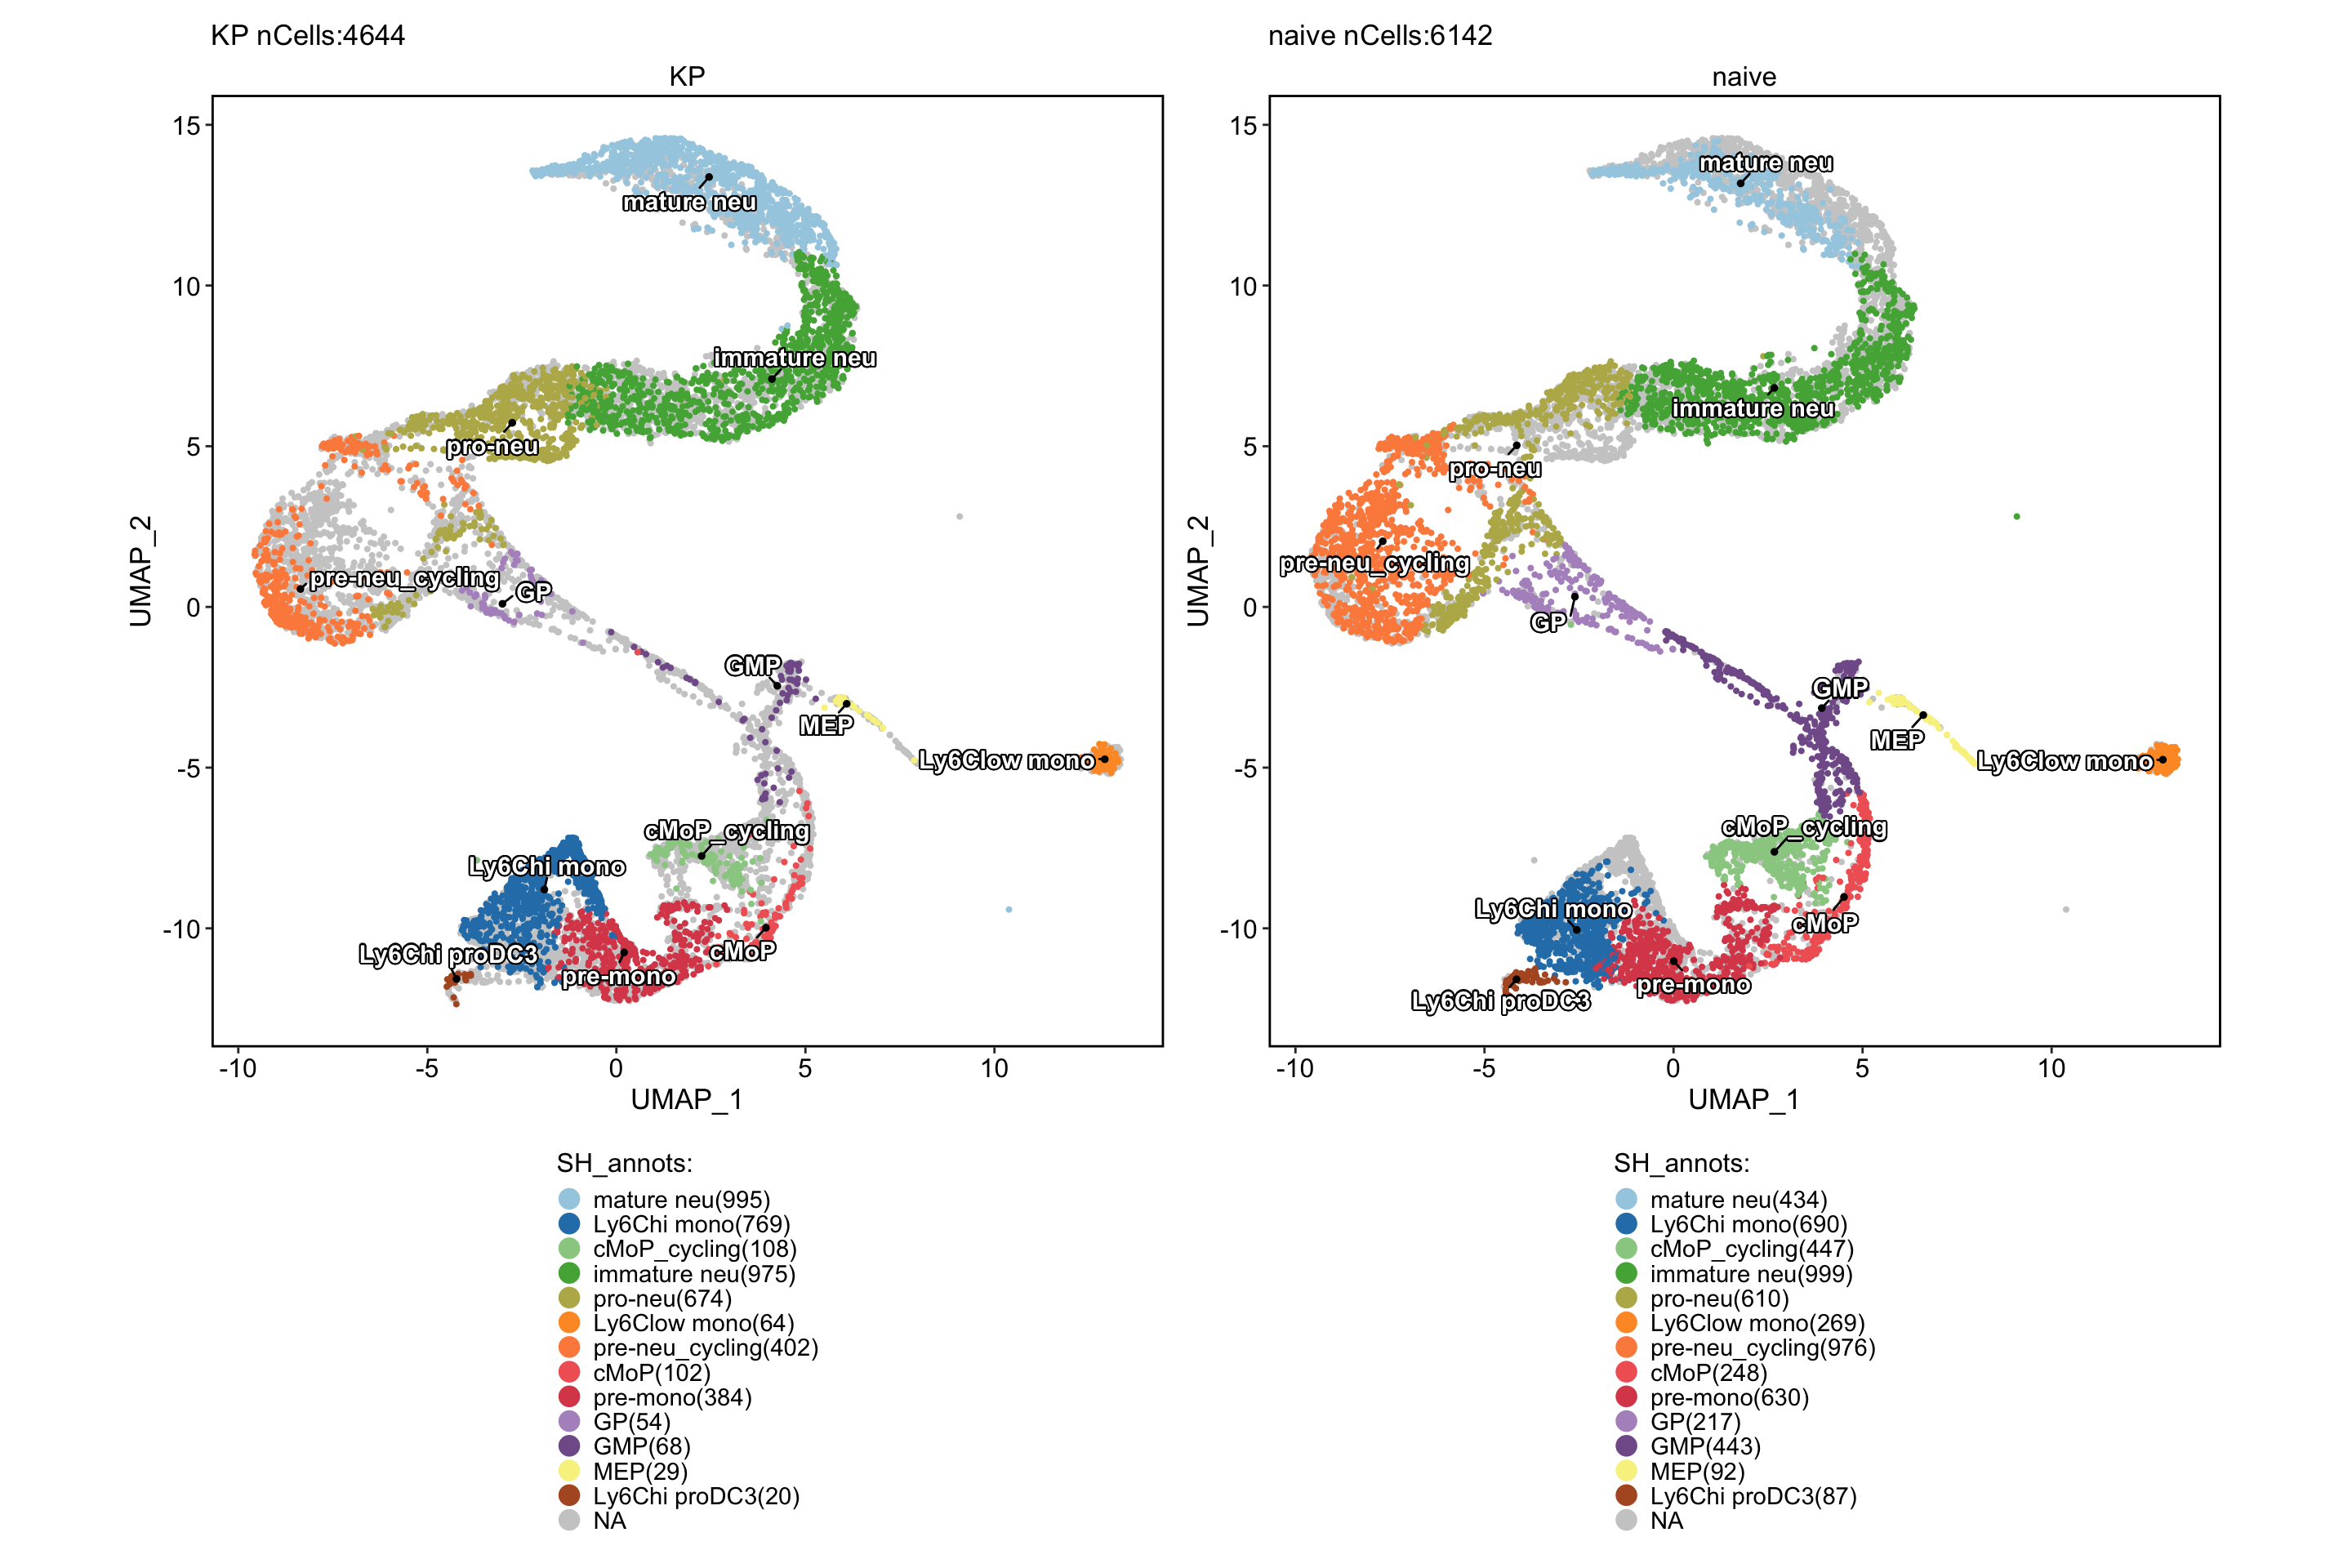 KP nCells:4644
KP
15
10
5
0
-5
-10
UMAP_2
mature neu
immature neu
pro-neu
pre-neu_cycling
GP
GMP
MEP
Ly6Clow mono
cMoP_cycling
Ly6Chi mono
cMoP
Ly6Chi proDC3
pre-mono
-10
-5
0
5
10
UMAP_1
SH_annots:
mature neu(995)
Ly6Chi mono(769)
cMoP_cycling(108)
immature neu(975)
pro-neu(674)
Ly6Clow mono(64)
pre-neu_cycling(402)
cMoP(102)
pre-mono(384)
GP(54)
GMP(68)
MEP(29)
Ly6Chi proDC3(20)
NA
naive nCells:6142
naive
15
10
5
0
-5
-10
UMAP_2
mature neu
immature neu
pro-neu
pre-neu_cycling
GP
GMP
MEP
Ly6Clow mono
cMoP_cycling
Ly6Chi mono
cMoP
pre-mono
Ly6Chi proDC3
-10
-5
0
5
10
UMAP_1
SH_annots:
mature neu(434)
Ly6Chi mono(690)
cMoP_cycling(447)
immature neu(999)
pro-neu(610)
Ly6Clow mono(269)
pre-neu_cycling(976)
cMoP(248)
pre-mono(630)
GP(217)
GMP(443)
MEP(92)
Ly6Chi proDC3(87)
NA